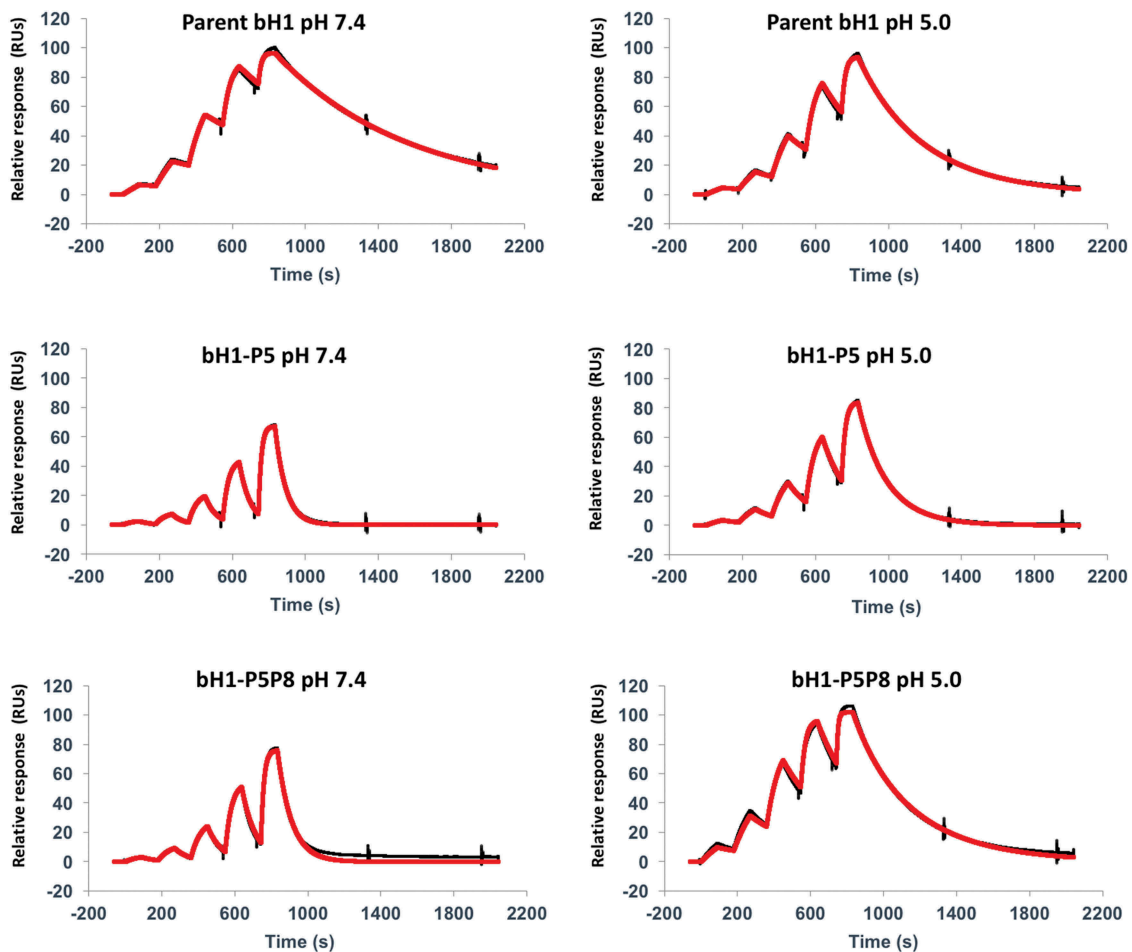 Parent bH1 pH 7.4
Relative response (RUs)
120
100
80
60
40
20
0
-20
-200 200 600 1000 1400 1800 2200
Time (s)
Parent bH1 pH 5.0
Relative response (RUs)
120
100
80
60
40
20
0
-20
-200 200 600 1000 1400 1800 2200
Time (s)
bH1-P5 pH 7.4
Relative response (RUs)
120
100
80
60
40
20
0
-20
-200 200 600 1000 1400 1800 2200
Time (s)
bH1-P5 pH 5.0
Relative response (RUs)
120
100
80
60
40
20
0
-20
-200 200 600 1000 1400 1800 2200
Time (s)
bH1-P5P8 pH 7.4
Relative response (RUs)
120
100
80
60
40
20
0
-20
-200 200 600 1000 1400 1800 2200
Time (s)
bH1-P5P8 pH 5.0
Relative response (RUs)
120
100
80
60
40
20
0
-20
-200 200 600 1000 1400 1800 2200
Time (s)